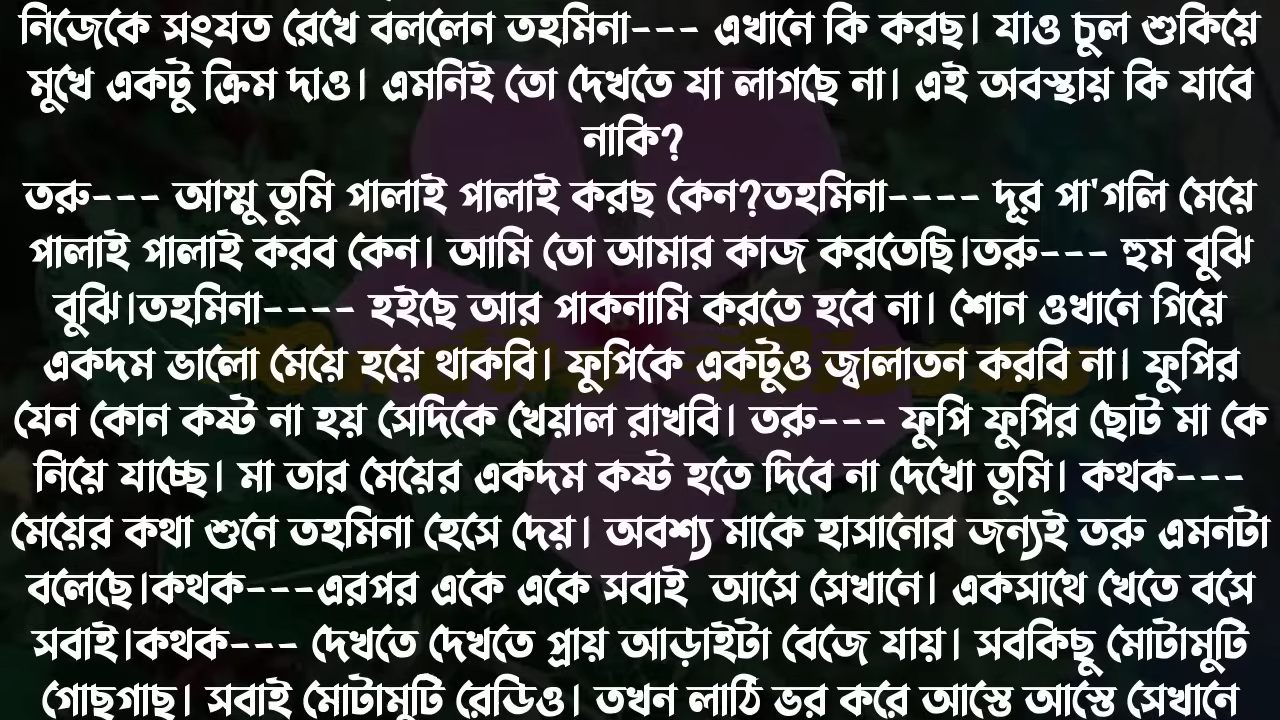 নিজেকে সংযত রেখে বললেন তহমিনা--- এখানে কি করছ। যাও চুল শুকিয়ে
মুখে একটু ক্রিম দাও। এমনিই তো দেখতে যা লাগছে না। এই অবস্থায় কি যাবে
নাকি?
তরু--- আম্মু তুমি পালাই পালাই করছ কেন?তহমিনা---- দূর পা'গলি মেয়ে
পালাই পালাই করব কেন। আমি তো আমার কাজ করতেছি।তরু--- হুম বুঝি
বুঝি।তহমিনা---- হইছে আর পাকনামি করতে হবে না। শোন ওখানে গিয়ে
একদম ভালো মেয়ে হয়ে থাকবি। ফুপিকে একটুও জ্বালাতন করবি না। ফুপির
যেন কোন কষ্ট না হয় সেদিকে খেয়াল রাখবি। তরু--- ফুপি ফুপির ছোট মা কে
নিয়ে যাচ্ছে। মা তার মেয়ের একদম কষ্ট হতে দিবে না দেখো তুমি। কথক---
মেয়ের কথা শুনে তহমিনা হেসে দেয়। অবশ্য মাকে হাসানোর জন্যই তরু এমনটা
বলেছে।কথক---এরপর একে একে সবাই  আসে সেখানে। একসাথে খেতে বসে
সবাই।কথক--- দেখতে দেখতে প্রায় আড়াইটা বেজে যায়। সবকিছু মোটামুটি
গোছগাছ। সবাই মোটামুটি রেডিও। তখন লাঠি ভর করে আস্তে আস্তে সেখানে